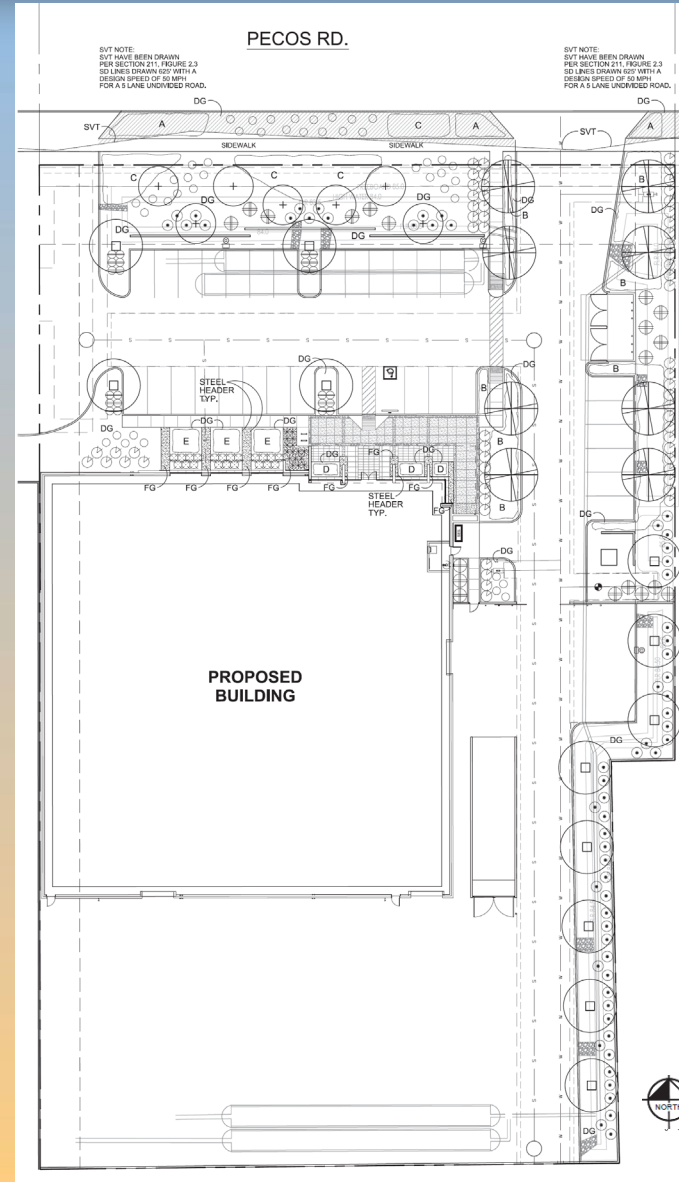 PECOS RD.
SVT NOTE:
SVT HAVE BEEN DRAWN
PER SECTION 211, FIGURE 2.3
SD LINES DRAWN 625' WITH A
DESIGN SPEED OF 50 MPH
FOR A 5 LANE UNDIVIDED ROAD.
SVT NOTE:
SVT HAVE BEEN DRAWN
PER SECTION 211, FIGURE 2.3
SD LINES DRAWN 625' WITH A
DESIGN SPEED OF 50 MPH
FOR A 5 LANE UNDIVIDED ROAD.
DG
DG
SVT
A
C
A
SVT
A
SIDEWALK
SIDEWALK
C
C
C
B
DG
DG
DG
B
DG
DG
DG
B
DG
B
STEEL
HEADER
TYP.
B
DG
DG
DG
DG
B
E
E
E
FG
DG
DG
B
D
D
D
FG
FG
FG
FG
FG
FG
STEEL
HEADER
TYP.
FG
B
DG
DG
PROPOSED
BUILDING
DG
DG
NORTH